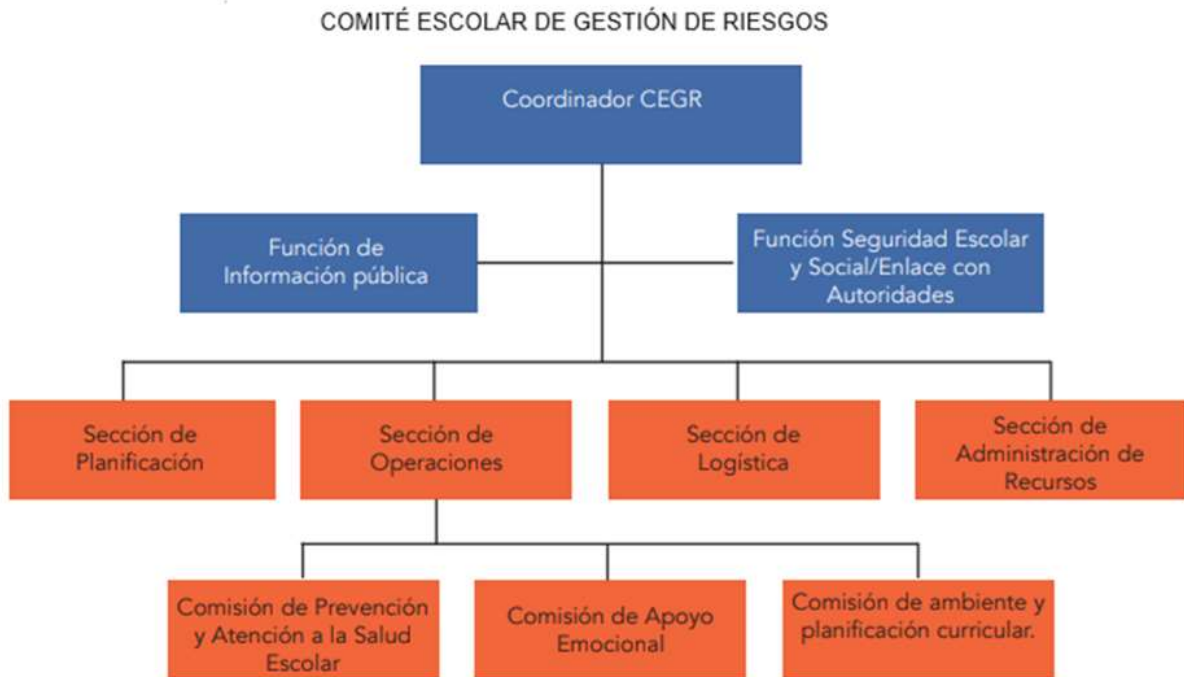 COMITÉ ESCOLAR DE GESTIÓN DE RIESGOS
Coordinador CEGR
Función de
Información pública
Función Seguridad Escolar
y Social/Enlace con
Autoridades
Sección de
Planificación
Sección de
Operaciones
Sección de
Logística
Sección de
Administración de
Recursos
Comisión de Prevención
y Atención a la Salud
Escolar
Comisión de Apoyo
Emocional
Comisión de ambiente y
planificación curricular.